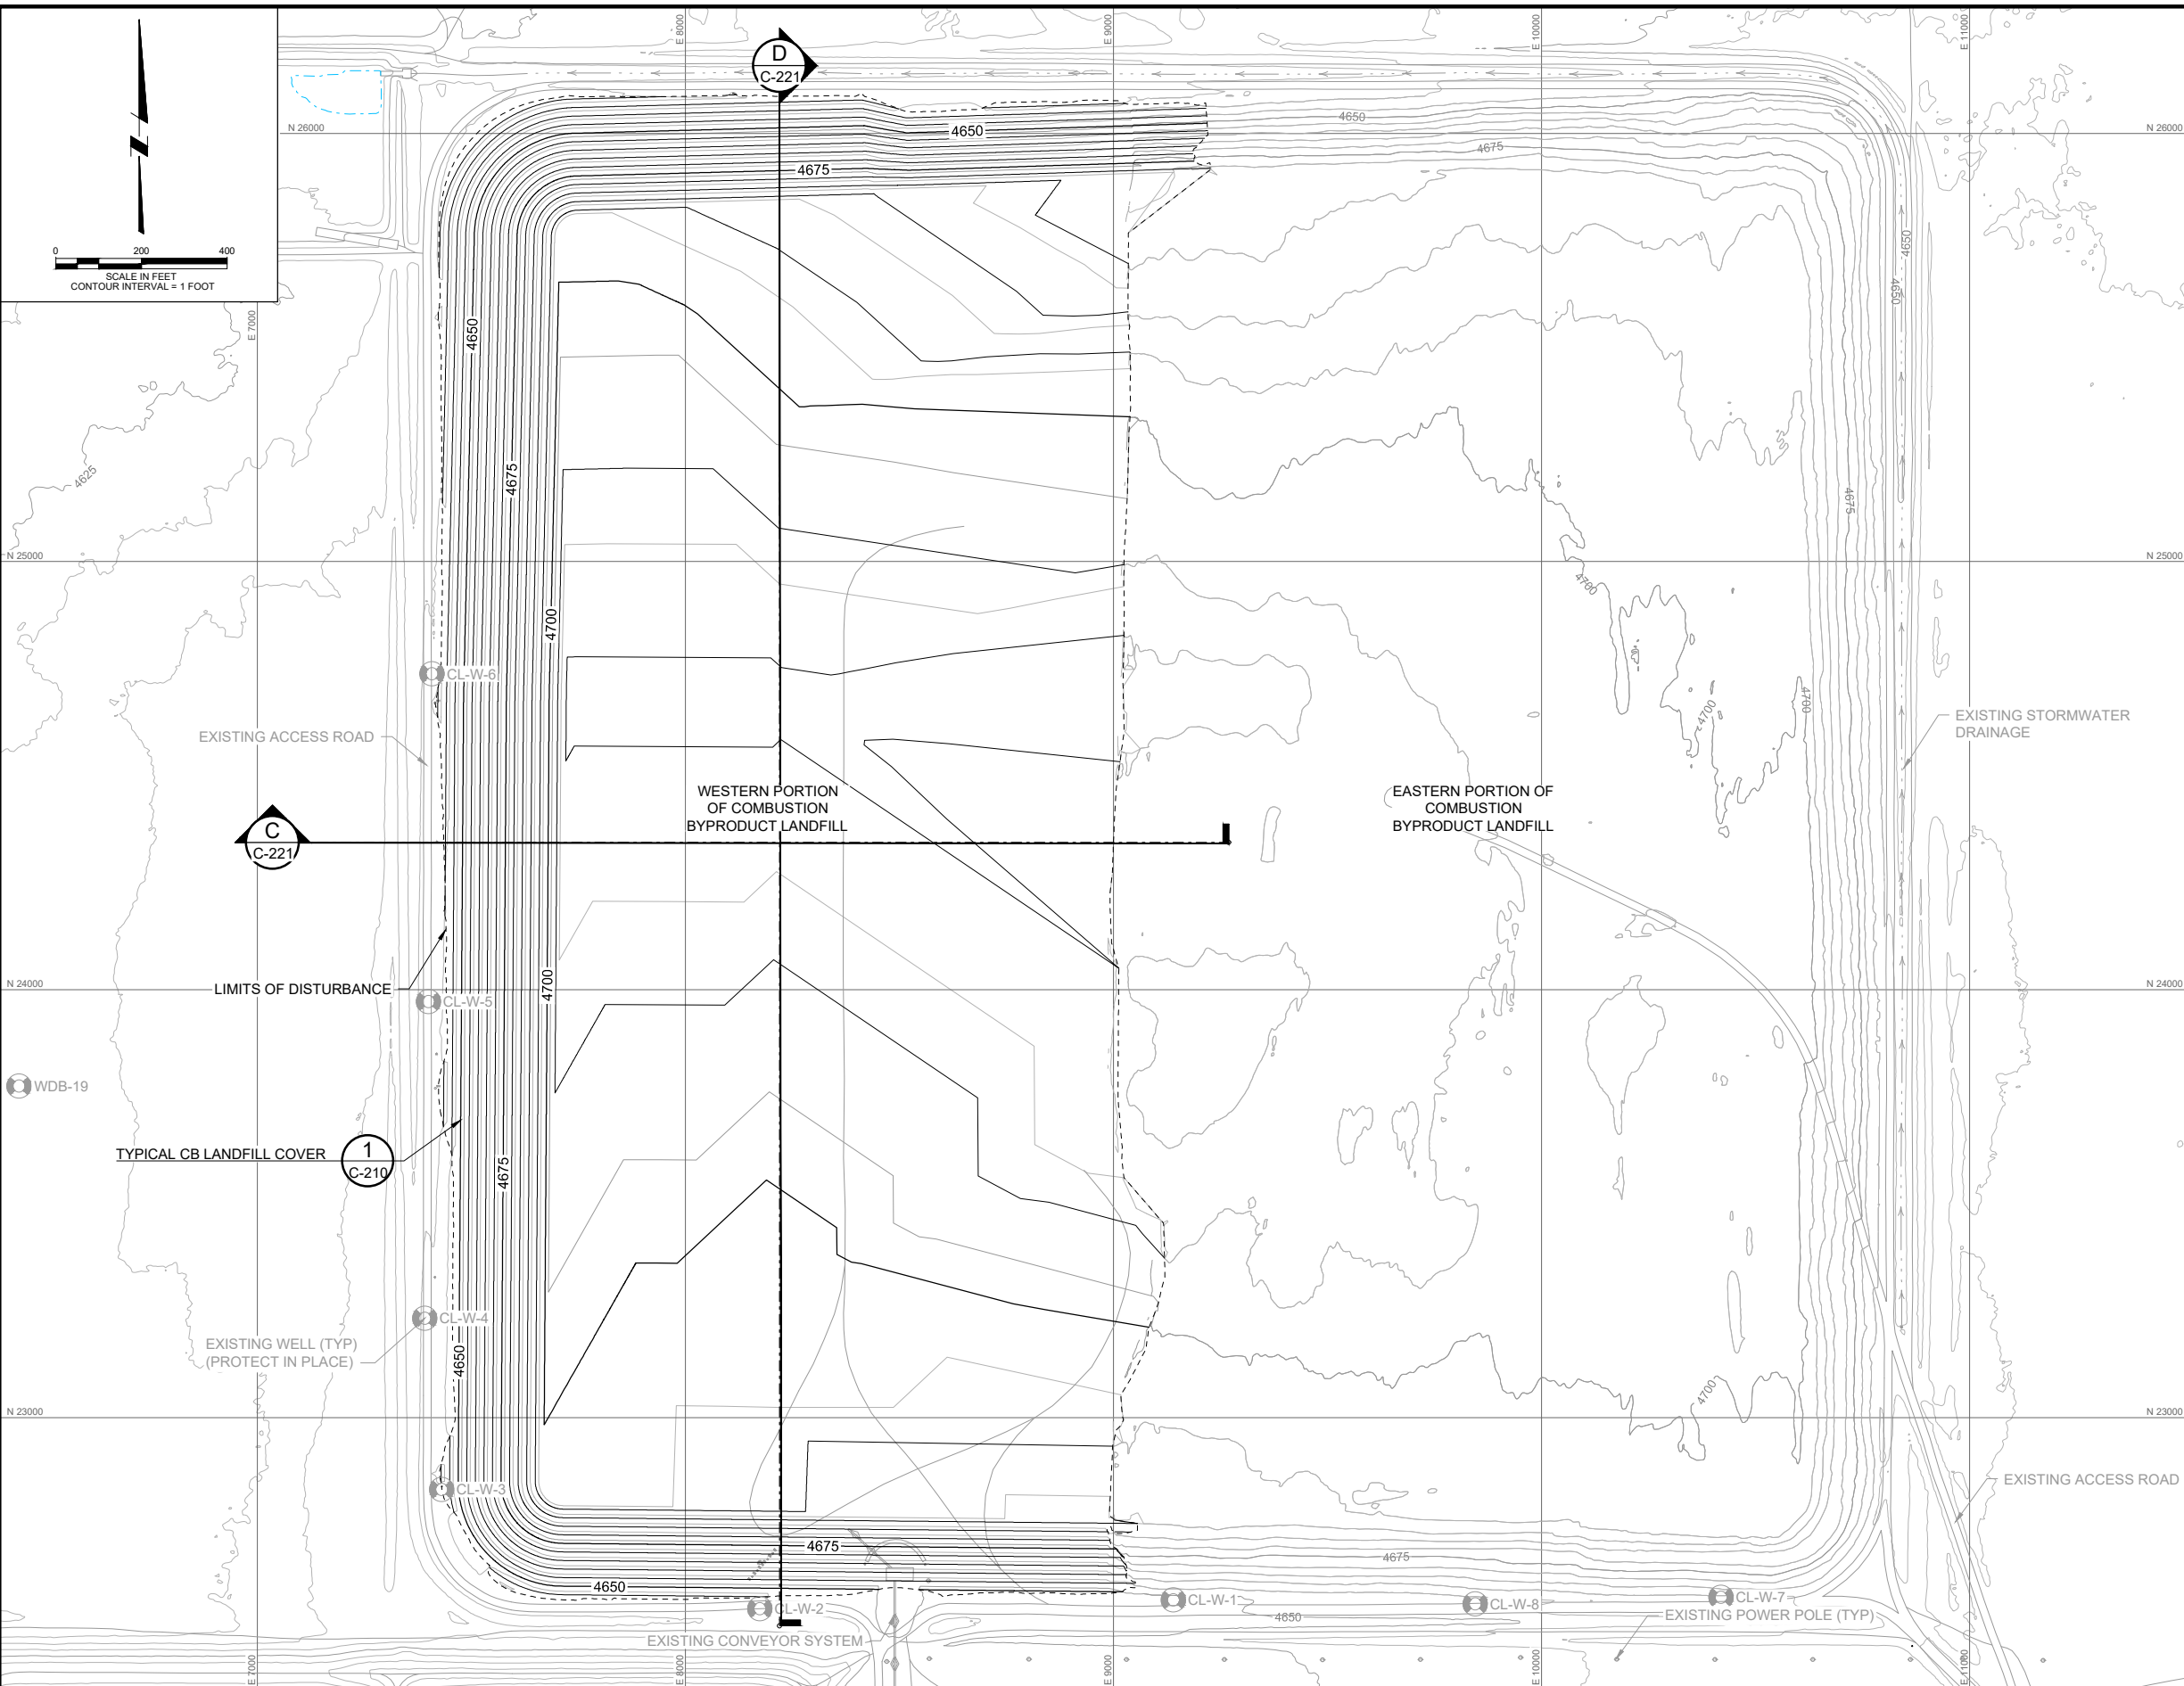 E 8000
E 9000
E 10000
E 11000
D
C-221
N 26000
4650
4650
N 26000
4675
4675
0 200 400
SCALE IN FEET
CONTOUR INTERVAL = 1 FOOT
E 7000
4650
4650
4650
4625
4675
4675
N 25000
N 25000
4700
4700
CL-W-6
4700
4700
EXISTING ACCESS ROAD
EXISTING STORMWATER
DRAINAGE
WESTERN PORTION
OF COMBUSTION
BYPRODUCT LANDFILL
EASTERN PORTION OF
COMBUSTION
BYPRODUCT LANDFILL
C
C-221
LIMITS OF DISTURBANCE
4700
N 24000
N 24000
CL-W-5
WDB-19
TYPICAL CB LANDFILL COVER
1
C-210
4675
CL-W-4
EXISTING WELL (TYP)
(PROTECT IN PLACE)
4650
4700
N 23000
N 23000
CL-W-3
EXISTING ACCESS ROAD
4675
4675
4650
CL-W-2
CL-W-1
CL-W-8
CL-W-7
4650
EXISTING POWER POLE (TYP)
EXISTING CONVEYOR SYSTEM
E 7000
E 8000
E 9000
E 10000
E 11000